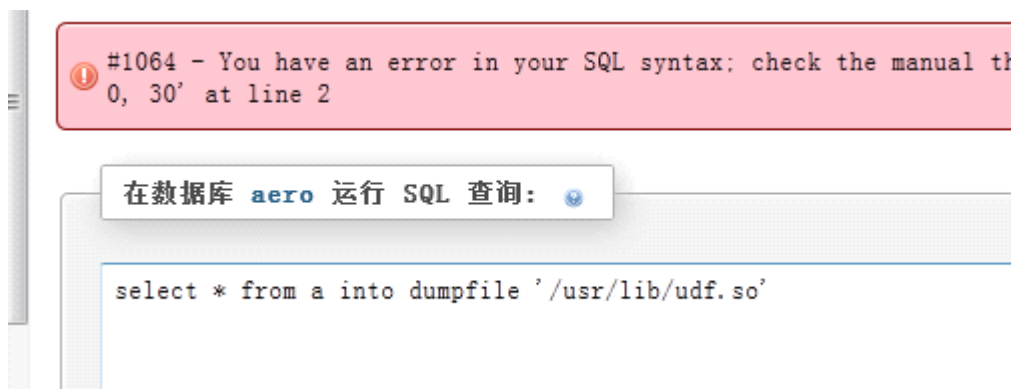 #1064 - You have an error in your SQL syntax; check the manual
0, 30' at line 2
在数据库 aero 运行 SQL 查询:
select * from a into dumpfile '/usr/lib/udf.so'